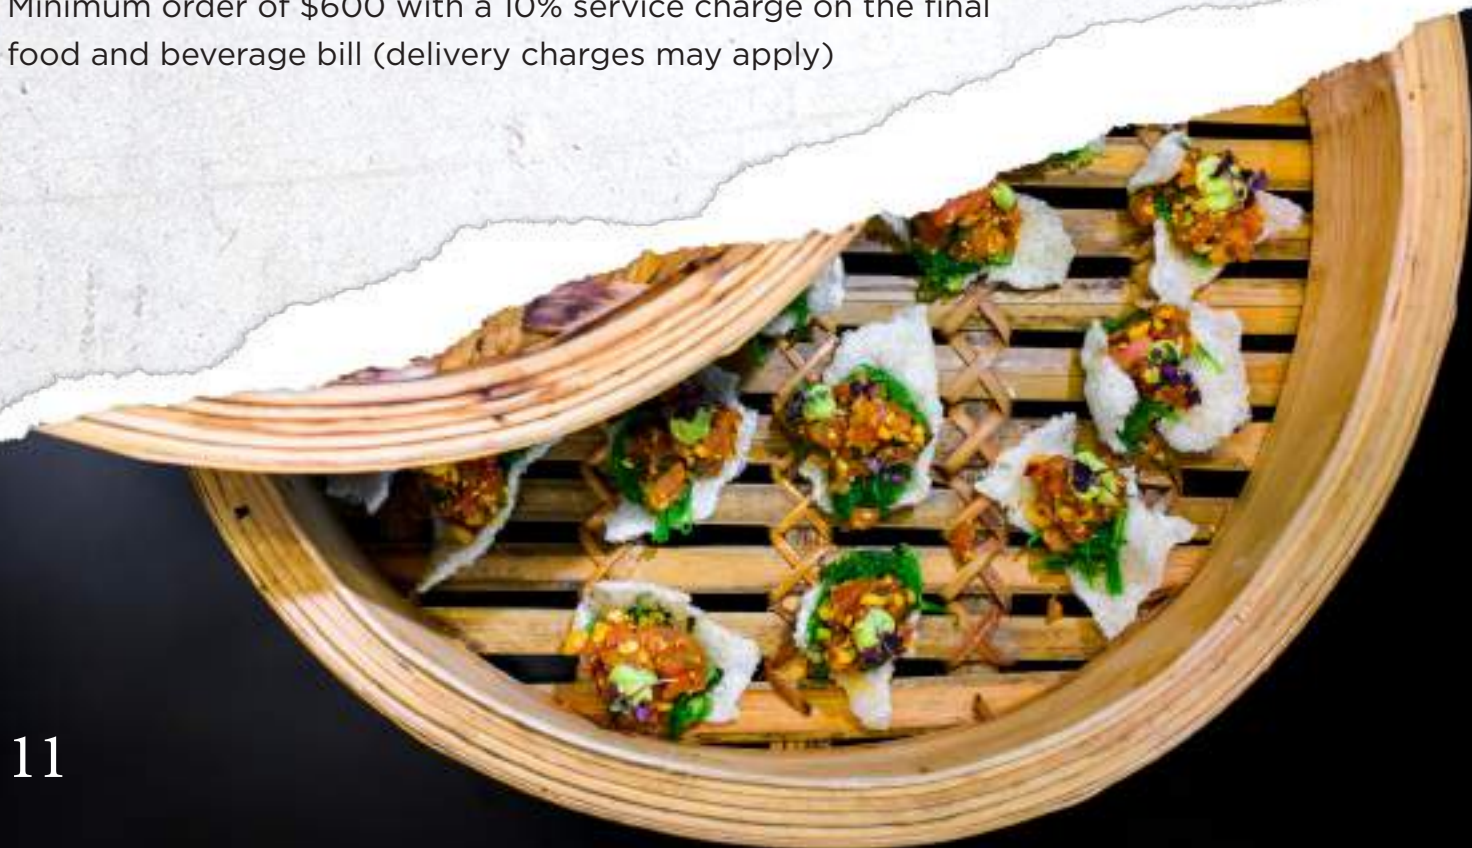 Minimum order of $600 with a 10% service charge on the final
food and beverage bill (delivery charges may apply)
11